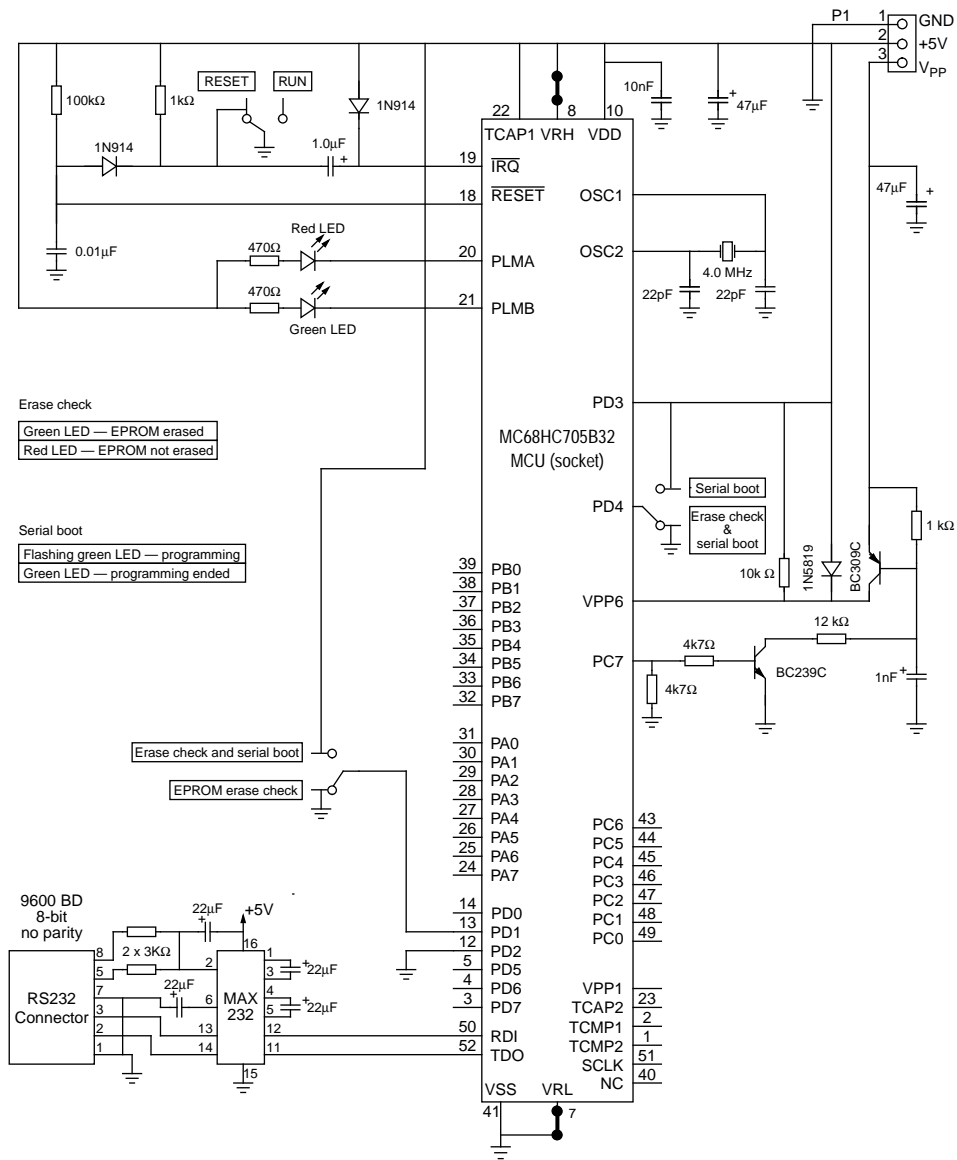 P1
1
GND
2
+5V
3
VPP
100kΩ
1kΩ
RESET
RUN
1N914
10nF
+
47µF
22
8
10
TCAP1
VRH
VDD
1N914
1.0µF
+
19
IRQ
18
RESET
OSC1
47µF
+
0.01µF
Red LED
470Ω
20
PLMA
OSC2
4.0 MHz
22pF
22pF
470Ω
21
PLMB
Green LED
Erase check
Green LED — EPROM erased
Red LED — EPROM not erased
PD3
MC68HC705B32
MCU (socket)
Serial boot
PD4
Erase check
&
serial boot
1 kΩ
Serial boot
Flashing green LED — programming
Green LED — programming ended
10k Ω
1N5819
BC309C
VPP6
12 kΩ
PC7
4k7Ω
4k7Ω
BC239C
1nF
+
39
PB0
38
PB1
37
PB2
36
PB3
35
PB4
34
PB5
33
PB6
32
PB7
31
PA0
30
PA1
29
PA2
28
PA3
27
PA4
26
PA5
25
PA6
24
PA7
Erase check and serial boot
EPROM erase check
PC6
43
PC5
44
PC4
45
PC3
46
PC2
47
PC1
48
PC0
49
14
PD0
13
PD1
12
PD2
5
PD5
4
PD6
3
PD7
9600 BD
8-bit
no parity
22µF
+
+5V
16
8
5
7
3
2
1
2 x 3KΩ
22µF
+
RS232
Connector
2
6
13
14
MAX
232
1
3
4
5
12
11
15
+
22µF
+
22µF
50
RDI
52
TDO
VPP1
TCAP2
23
TCMP1
2
TCMP2
1
SCLK
51
NC
40
VSS
VRL
41
7